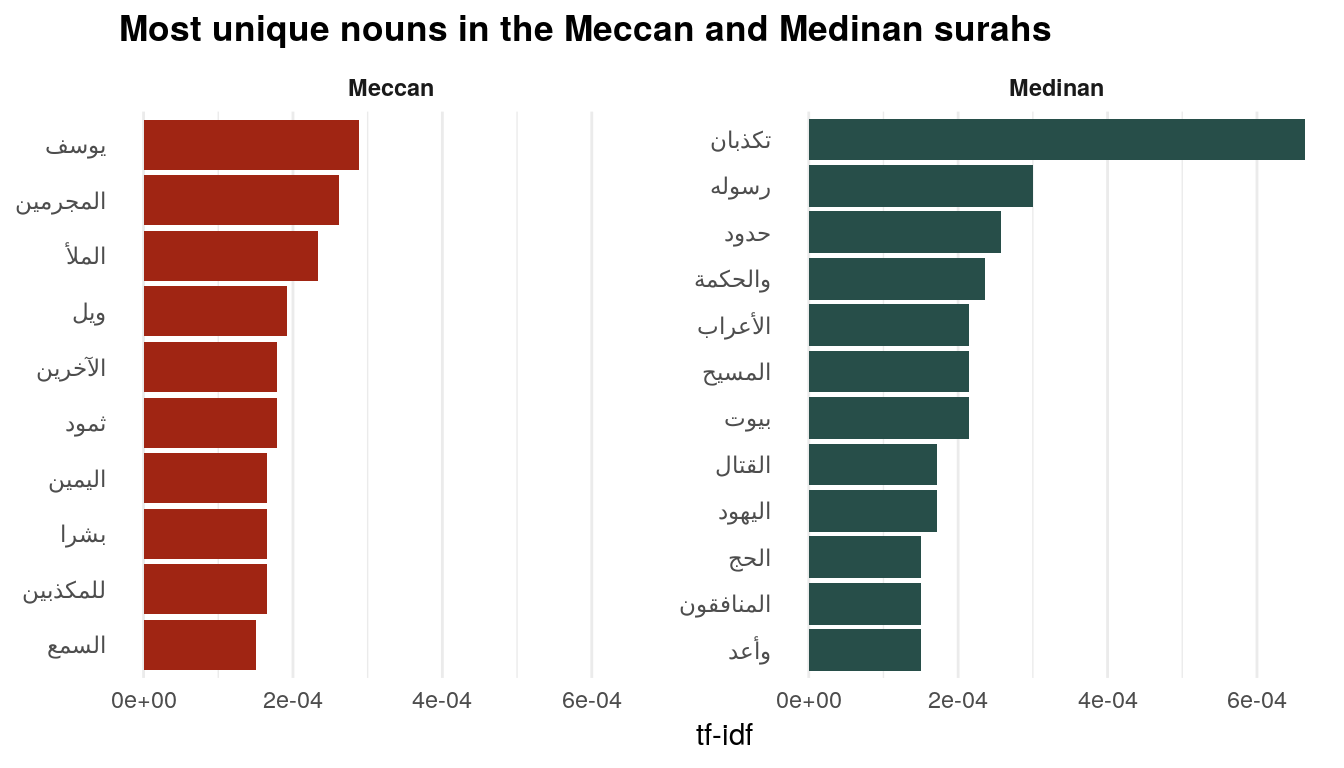 Most unique nouns in the Meccan and Medinan surahs
Meccan
يوسف
المجرمين
الملأ
ويل
الآخرين
ثمود
اليمين
بشرا
للمكذبين
السمع
0e+00 2e-04 4e-04 6e-04
Medinan
تكذبان
رسوله
حدود
والحكمة
الأعراب
المسيح
بيوت
القتال
اليهود
الحج
المنافقون
وأعد
0e+00 2e-04 4e-04 6e-04
tf-idf